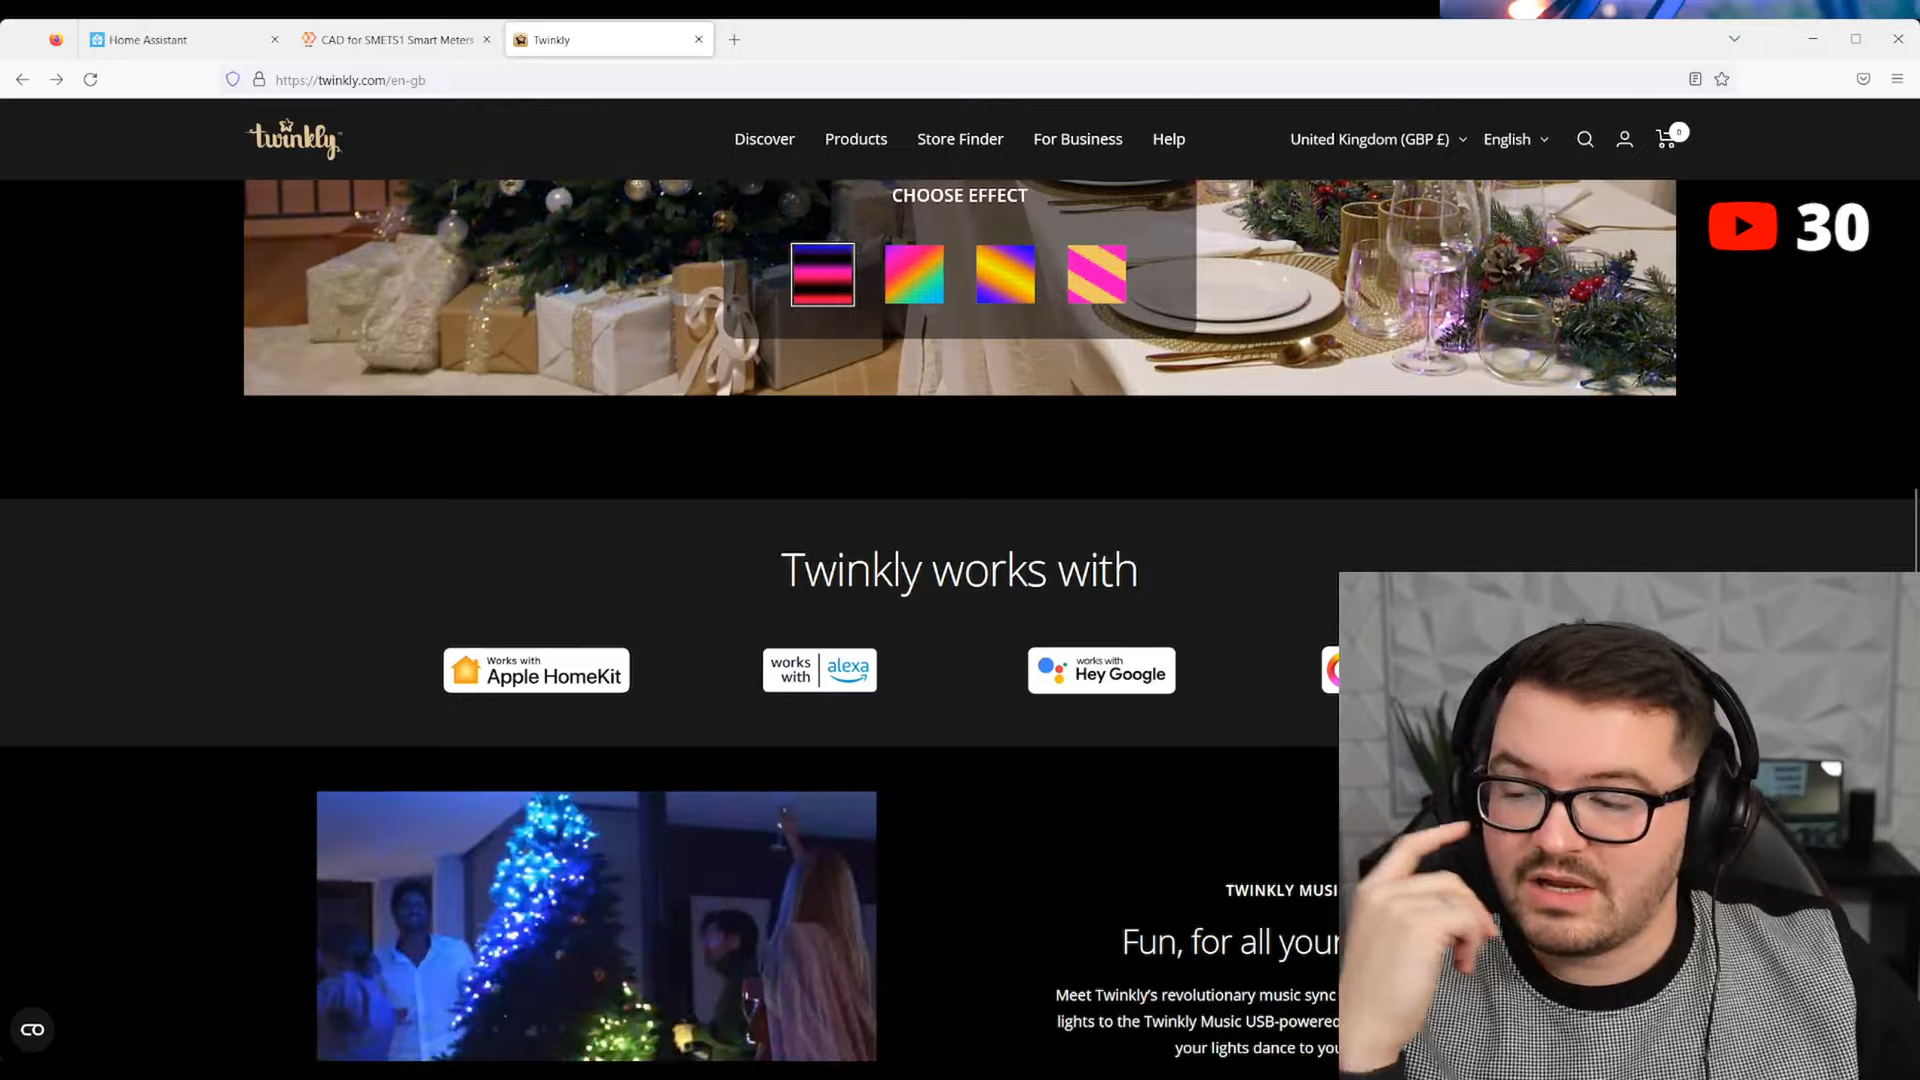 Home Assistant
CAD for SMETS1 Smart Meters
Twinkly
https://twinkly.com/en-gb
twinkly
Discover
Products
Store Finder
For Business
Help
United Kingdom (GBP £)
English
0
30
CHOOSE EFFECT
Twinkly works with
Works with
Apple HomeKit
works with
alexa
works with
Hey Google
TWINKLY MUSI
Fun, for all your
Meet Twinkly's revolutionary music sync
lights to the Twinkly Music USB-powered
your lights dance to you